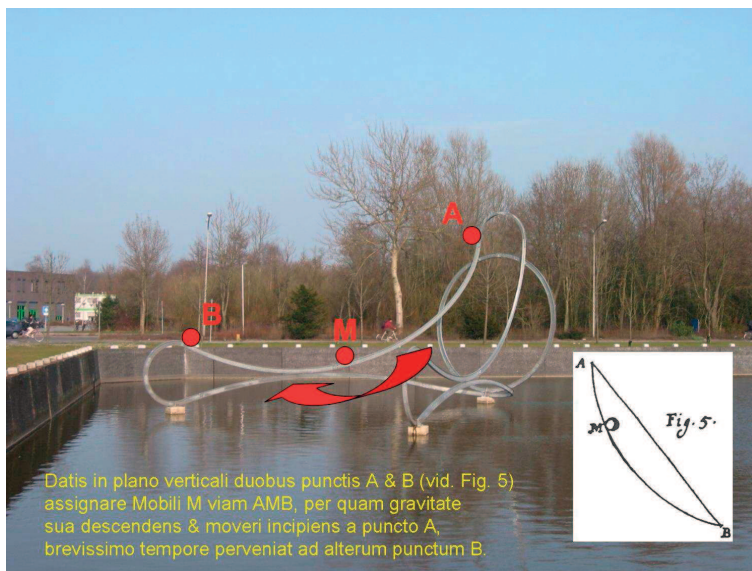 A
B
M
A
M
Fig. 5.
B
Datis in plano verticali duobus punctis A & B (vid. Fig. 5)
assignare Mobili M viam AMB, per quam gravitate
sua descendens & moveri incipiens a puncto A,
brevissimo tempore perveniat ad alterum punctum B.